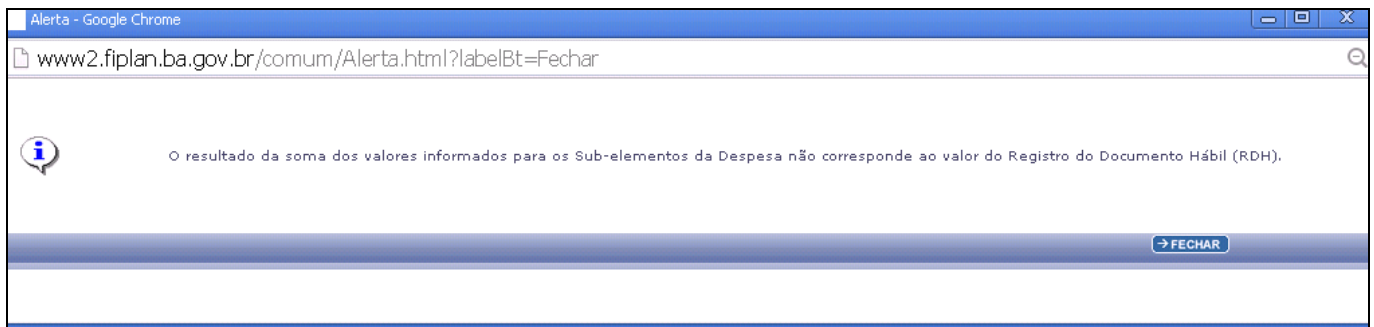 Alerta - Google Chrome
www2.fiplan.ba.gov.br/comum/Alerta.html?labelBt=Fechar
O resultado da soma dos valores informados para os Sub-elementos da Despesa não corresponde ao valor do Registro do Documento Hábil (RDH).
FECHAR